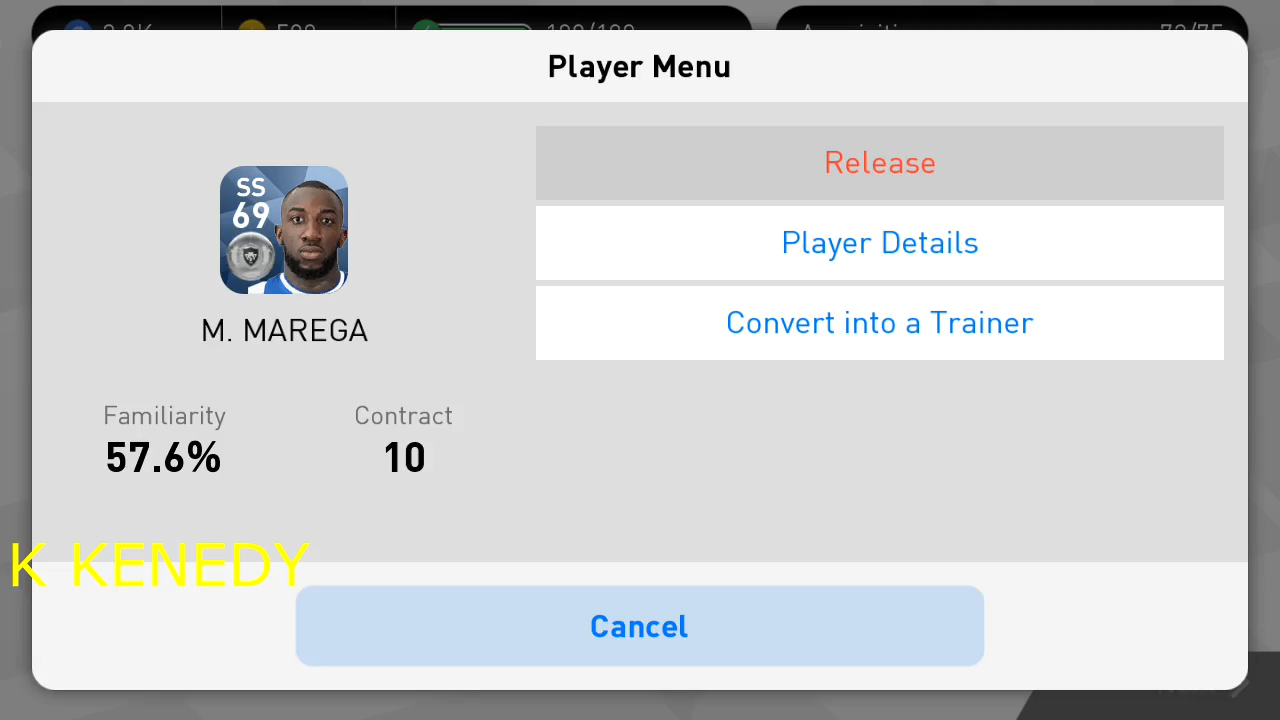 Player Menu
SS
69
M. MAREGA
Familiarity
57.6%
Contract
10
Release
Player Details
Convert into a Trainer
K KENEDY
Cancel